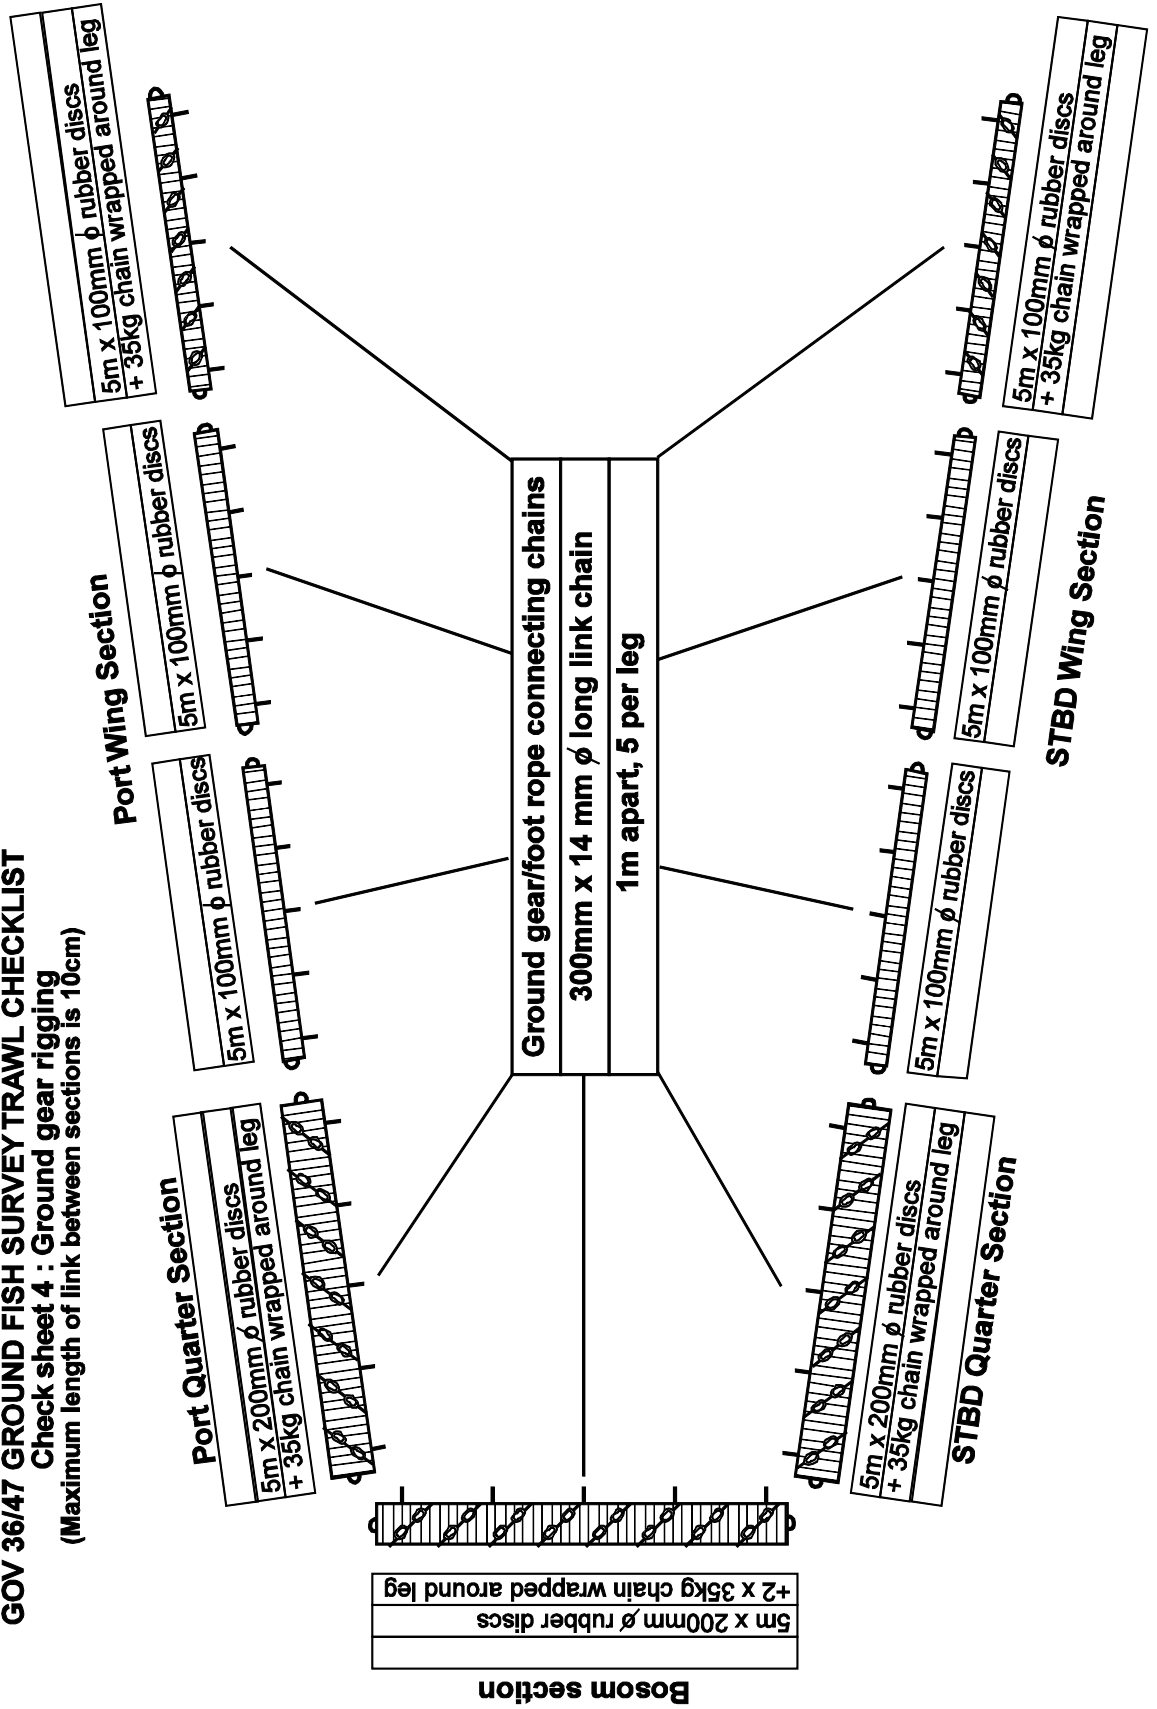 GOV 36/47 GROUND FISH SURVEY TRAWL CHECKLIST
Check sheet 4 : Ground gear rigging
(Maximum length of link between sections is 10cm)
Port Quarter Section
5m x 200mm ϕ rubber discs
+ 35kg chain wrapped around leg
Port Wing Section
5m x 100mm ϕ rubber discs
5m x 100mm ϕ rubber discs
5m x 100mm ϕ rubber discs
+ 35kg chain wrapped around leg
Ground gear/foot rope connecting chains
300mm x 14 mm ϕ long link chain
1m apart, 5 per leg
Bosom section
5m x 200mm ϕ rubber discs
+2 x 35kg chain wrapped around leg
5m x 200mm ϕ rubber discs
+ 35kg chain wrapped around leg
STBD Quarter Section
5m x 100mm ϕ rubber discs
5m x 100mm ϕ rubber discs
5m x 100mm ϕ rubber discs
+ 35kg chain wrapped around leg
STBD Wing Section